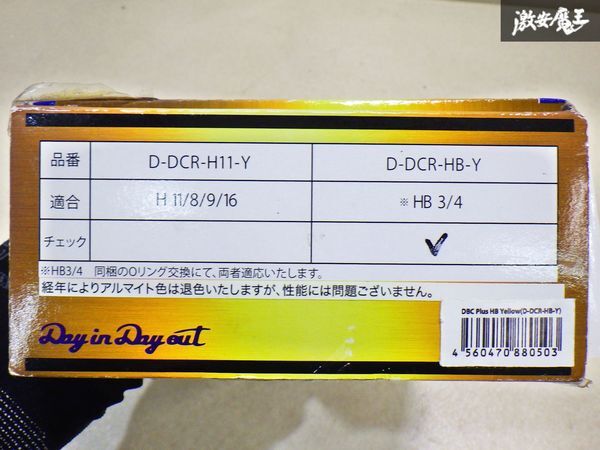 激安魔王
品番 D-DCR-H11-Y D-DCR-HB-Y
適合 H 11/8/9/16 ※ HB 3/4
チェック ✓
※HB3/4 同梱のOリング交換にて、両者適応いたします。
経年によりアルマイト色は退色いたしますが、性能には問題ございません。
Day in Day out
DBC Plus HB Yellow(D-DCR-HB-Y)
4 560470 880503